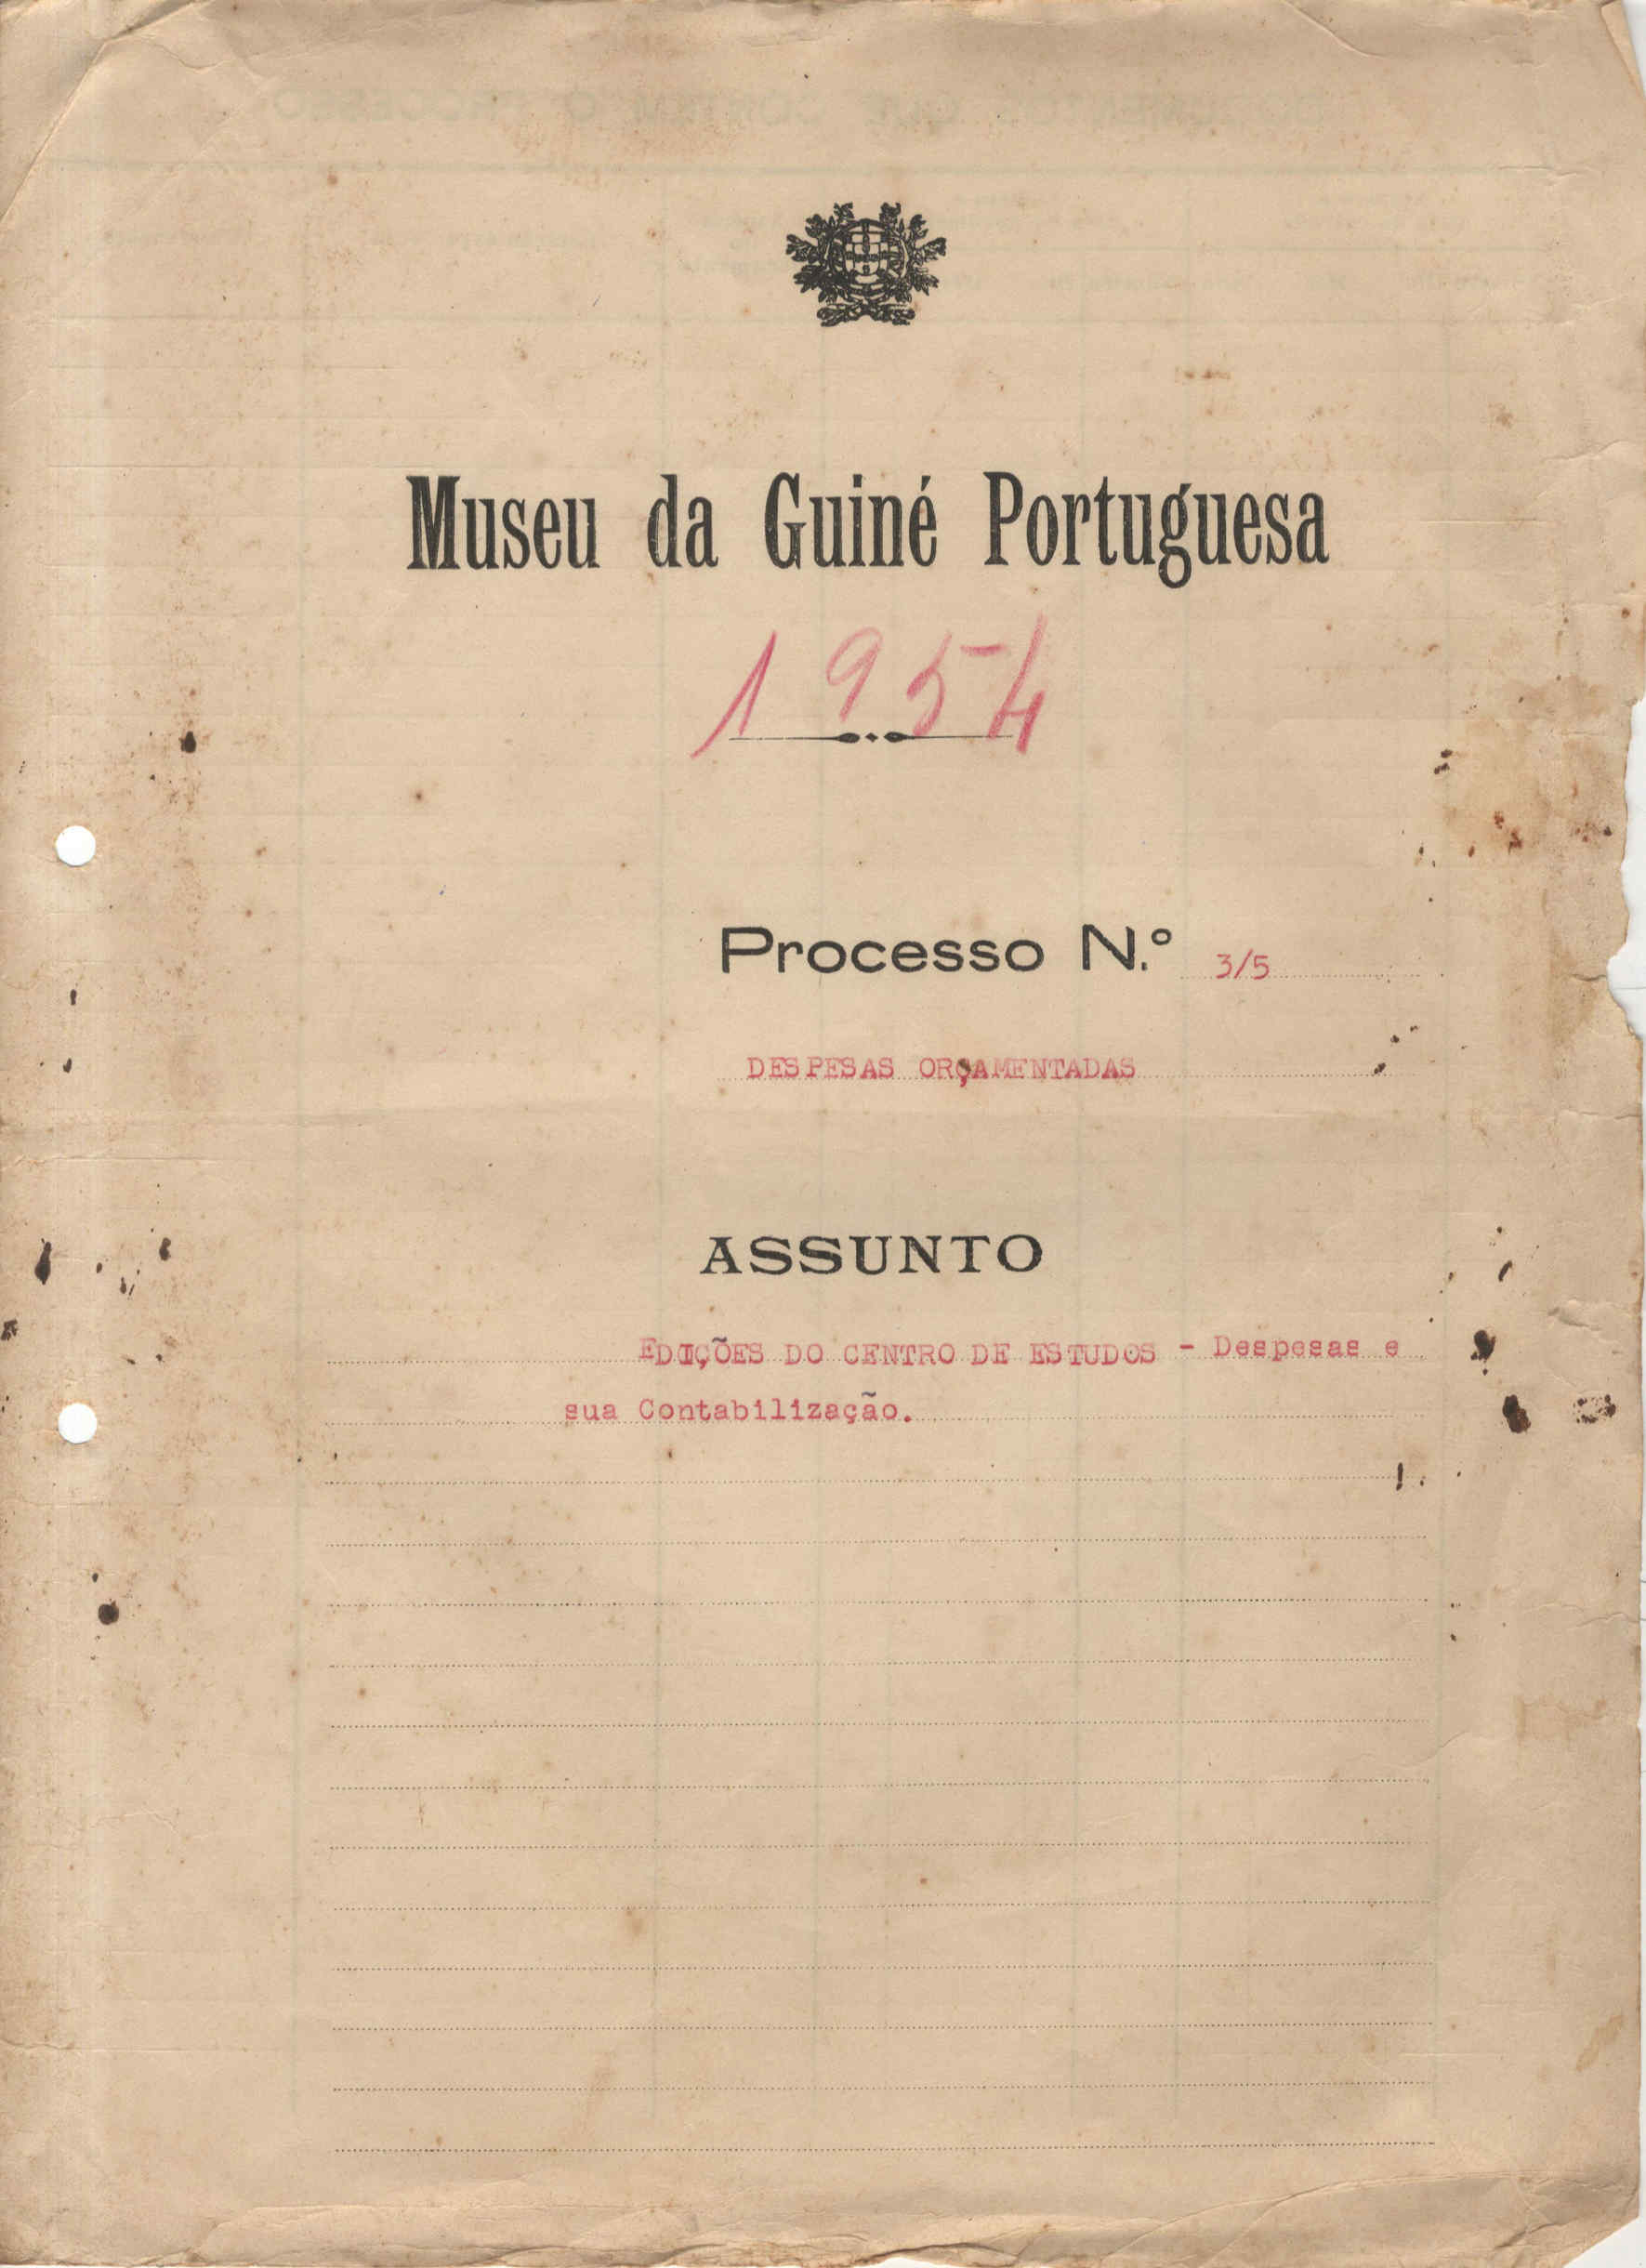 Museu da Guiné Portuguesa
1954
Processo N.º 3/5
DESPESAS ORÇAMENTADAS
ASSUNTO
EDIÇÕES DO CENTRO DE ESTUDOS - Despesas e
sua Contabilização.